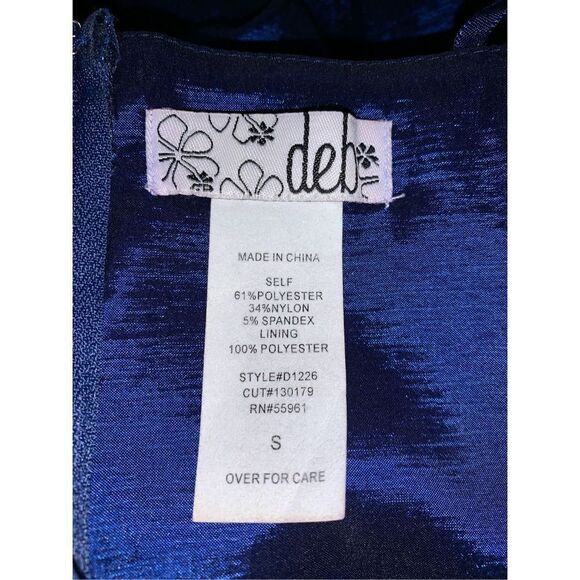 deb
MADE IN CHINA
SELF
61%POLYESTER
34%NYLON
5% SPANDEX
LINING
100% POLYESTER
STYLE#D1226
CUT#130179
RN#55961
S
OVER FOR CARE